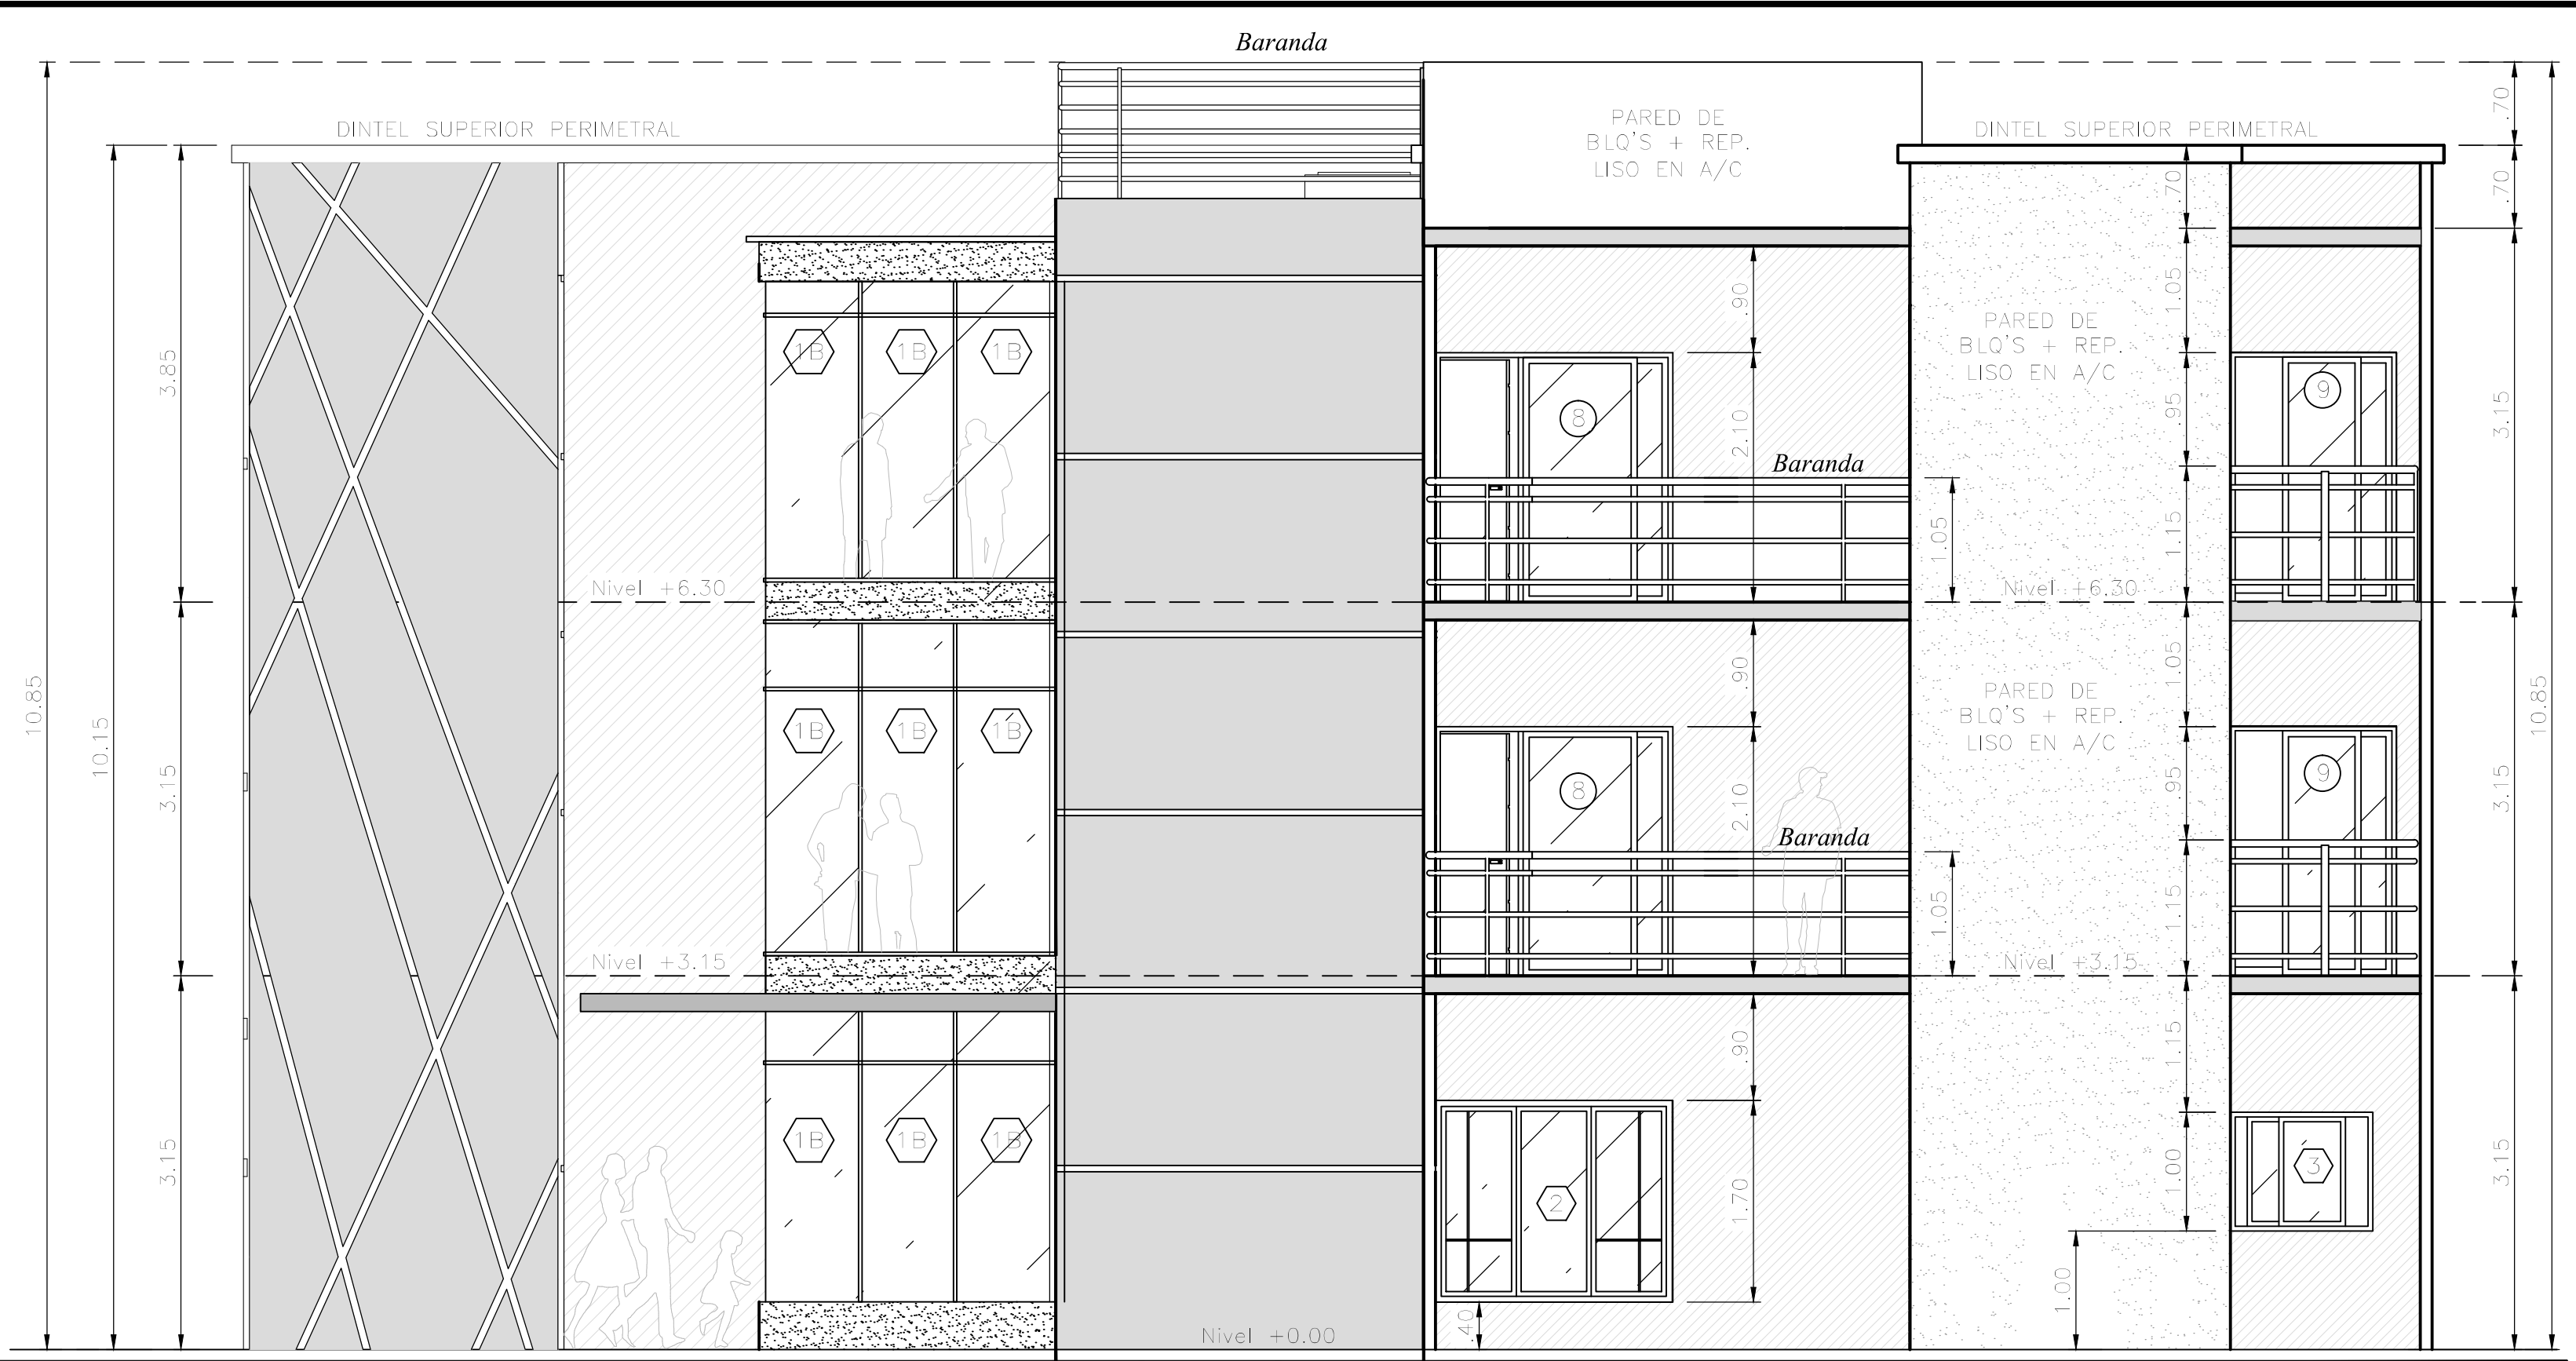 Baranda
DINTEL SUPERIOR PERIMETRAL
PARED DE
BLQ'S + REP.
LISO EN A/C
DINTEL SUPERIOR PERIMETRAL
.70
.70
.70
1.05
.90
PARED DE
BLQ'S + REP.
LISO EN A/C
3.85
1B
1B
1B
8
9
.95
3.15
2.10
Baranda
1.05
1.15
Nivel +6.30
Nivel +6.30
10.85
10.15
3.15
1B
1B
1B
.90
8
2.10
Baranda
1.05
PARED DE
BLQ'S + REP.
LISO EN A/C
1.05
.95
1.15
9
3.15
10.85
Nivel +3.15
Nivel +3.15
3.15
1B
1B
1B
.90
1.70
2
.40
1.15
1.00
1.00
3
3.15
Nivel +0.00